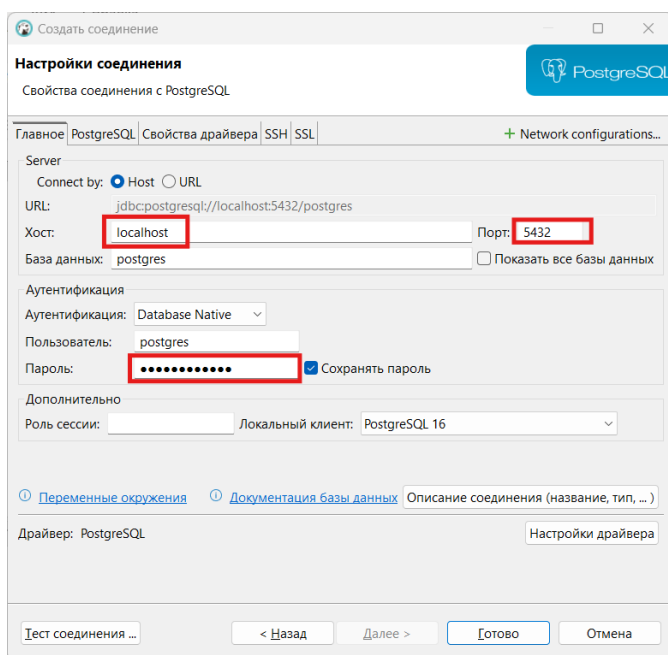 Создать соединение
Настройки соединения
Свойства соединения с PostgreSQL
PostgreSQL
Главное PostgreSQL Свойства драйвера SSH SSL + Network configurations...
Server
Connect by: Host URL
URL: jdbc:postgresql://localhost:5432/postgres
Хост: localhost Порт: 5432
База данных: postgres Показать все базы данных
Аутентификация
Аутентификация: Database Native
Пользователь: postgres
Пароль: •••••••••••• Сохранять пароль
Дополнительно
Роль сессии: Локальный клиент: PostgreSQL 16
Переменные окружения Документация базы данных Описание соединения (название, тип, ... )
Драйвер: PostgreSQL Настройки драйвера
Тест соединения ... < Назад Далее > Готово Отмена